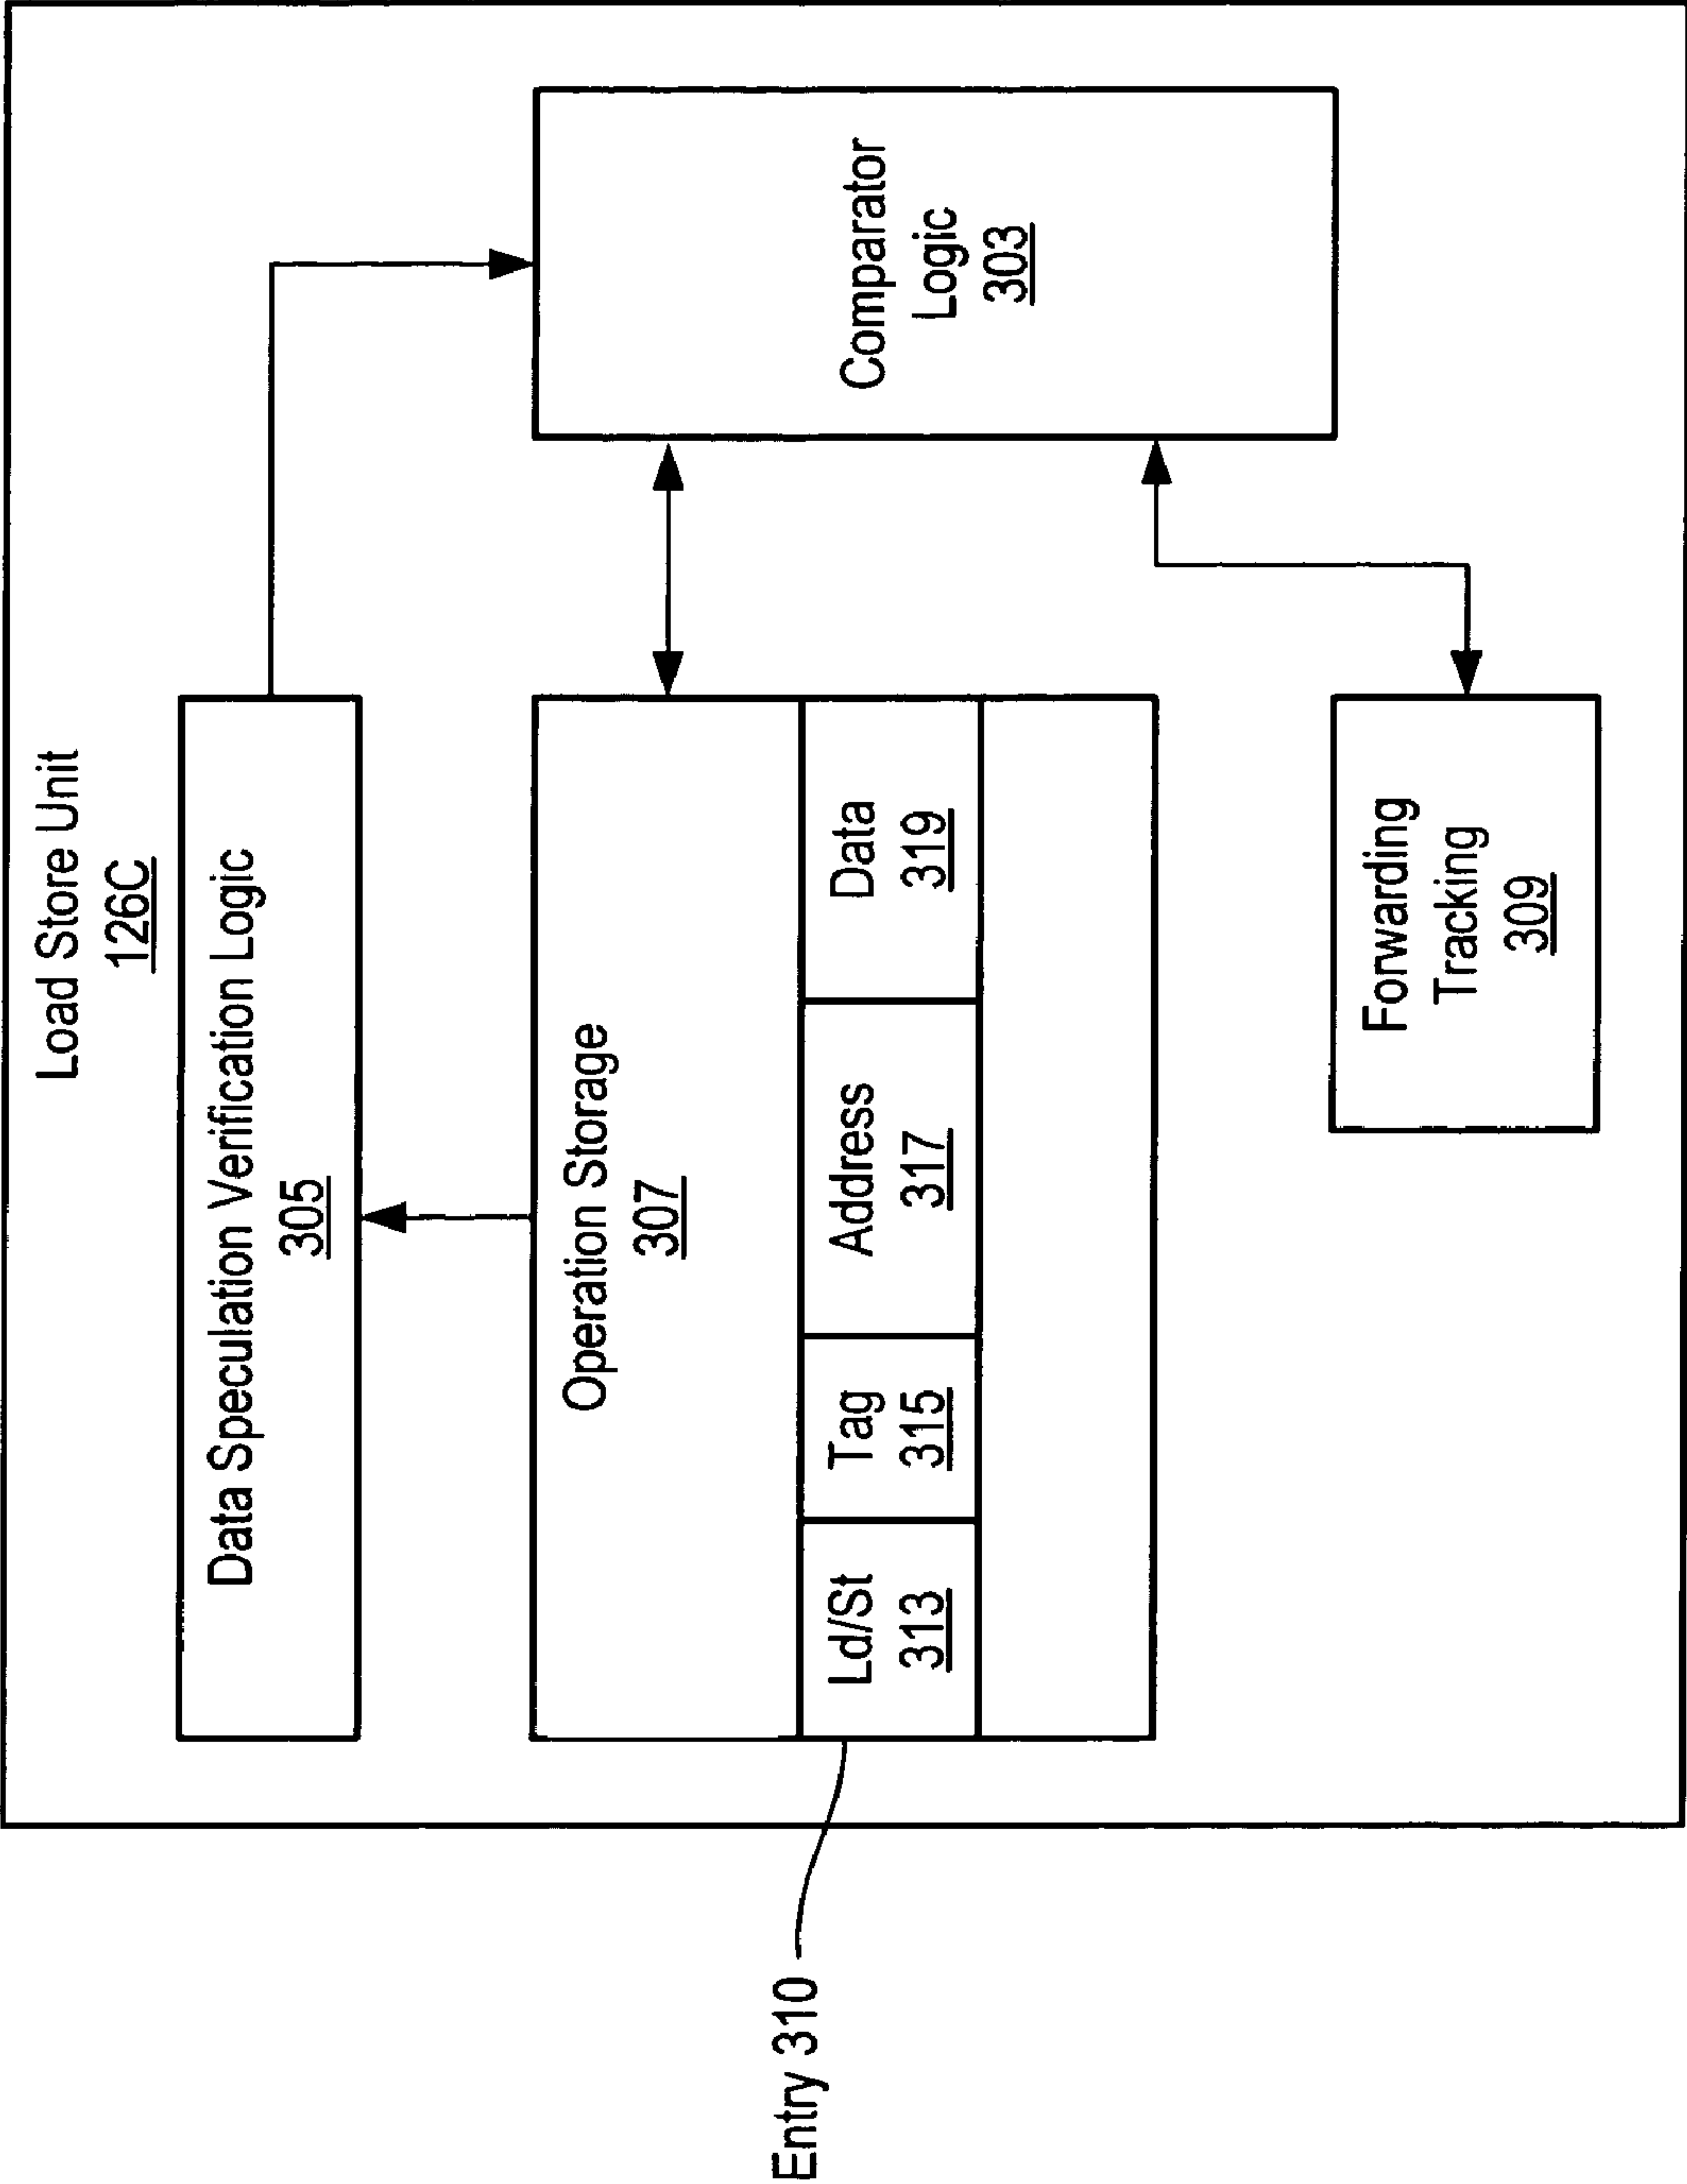 Load Store Unit
126C
Data Speculation Verification Logic
305
Operation Storage
307
Ld/St
313
Tag
315
Address
317
Data
319
Entry 310
Comparator
Logic
303
Forwarding
Tracking
309